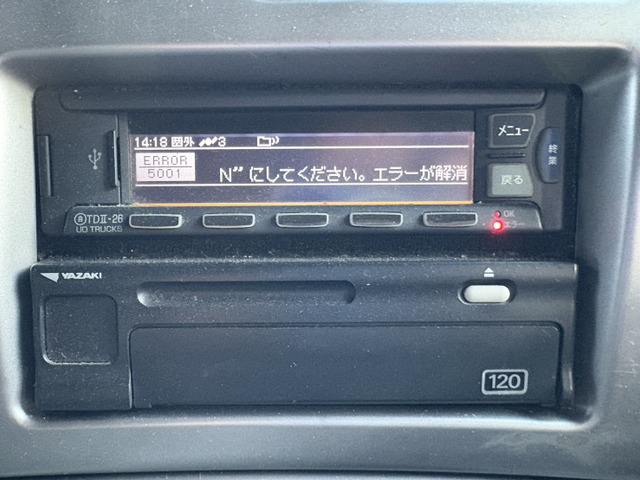 14:18 圏外 3
メニュー
ERROR
5001
N”にしてください。エラーが解消
戻る
終業
TDⅡ-26
UD TRUCKS
OK
エラー
YAZAKI
120